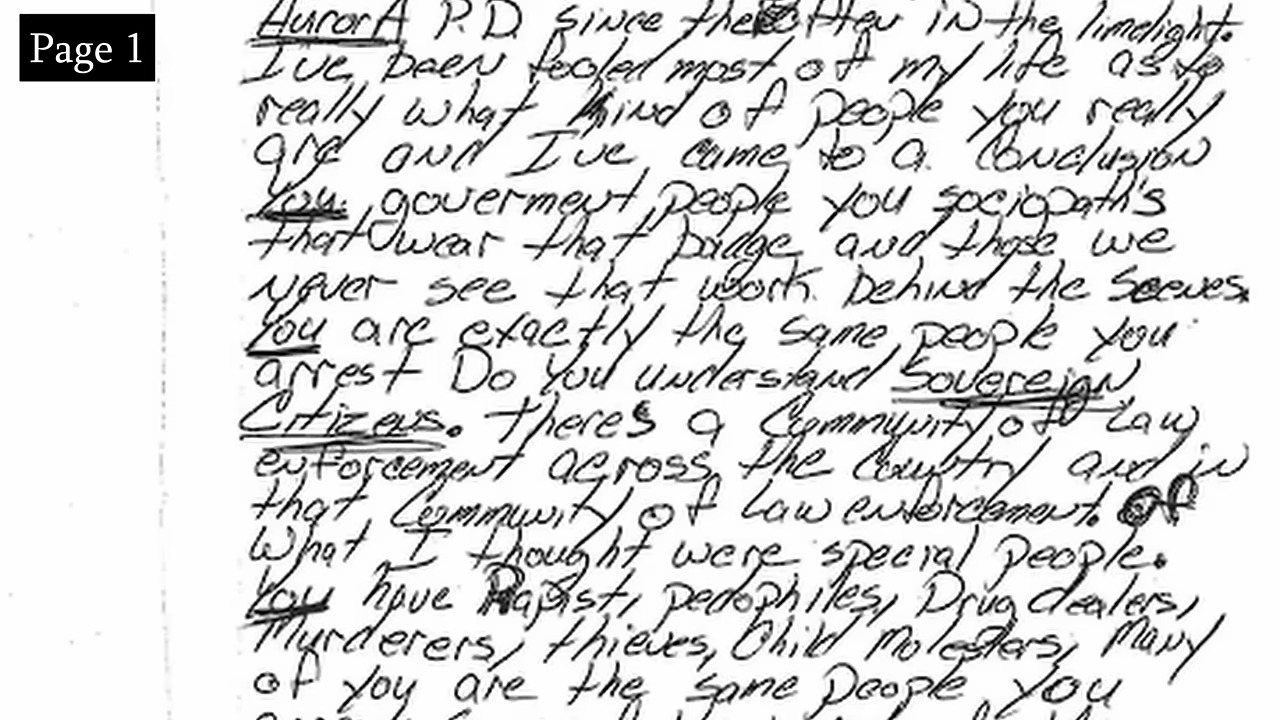 Page 1
AurorA P.D. since in the limelight.
I've been fooled most of my life as to
really what kind of people you really
are and I've came to a conclusion
You. goverment people you sociopath's
that wear that badge and those we
never see that work behind the scenes.
You are exactly the same people you
arrest Do you understand Sovereign
Citizens. there's a Community of Law
enforcement across the country and in
that Community of Law enforcement. of
what I thought were special people.
You have Rapist, pedophiles, Drug dealers,
Murderers, thieves, Child Molesters, Many
of you are the same people you